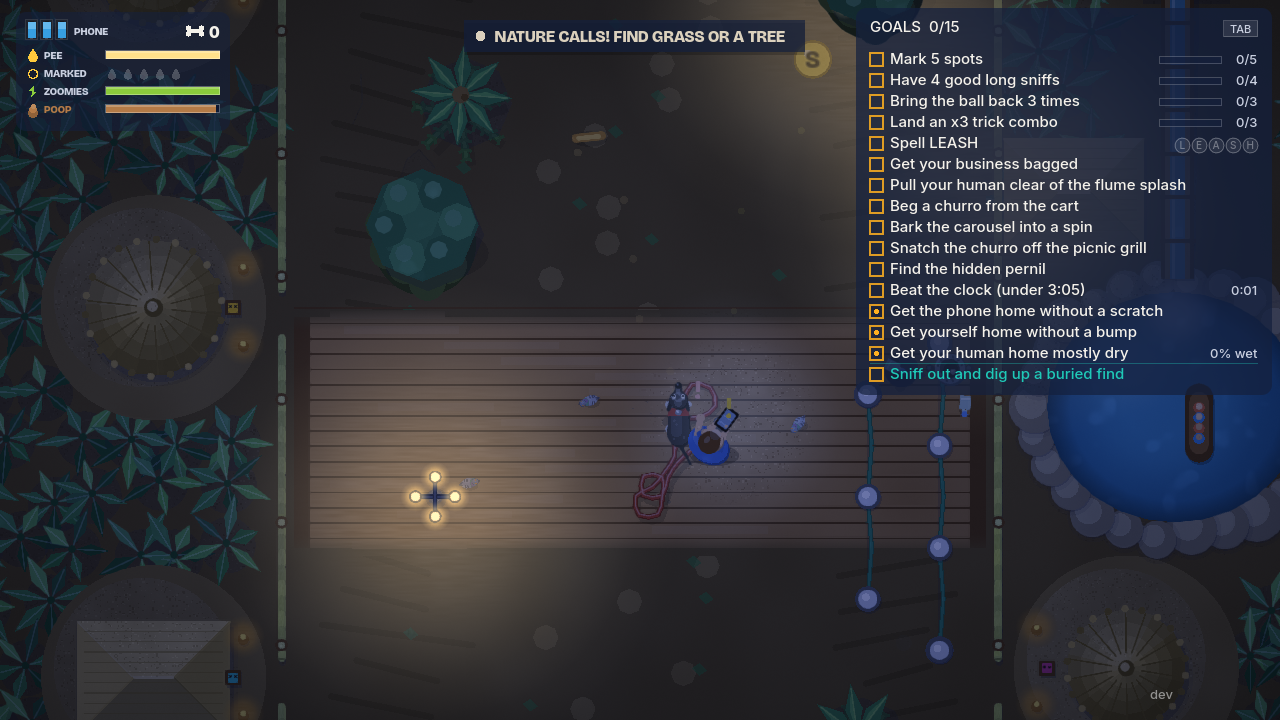 PHONE
0
PEE
MARKED
ZOOMIES
POOP
NATURE CALLS! FIND GRASS OR A TREE
S
GOALS 0/15
TAB
Mark 5 spots 0/5
Have 4 good long sniffs 0/4
Bring the ball back 3 times 0/3
Land an x3 trick combo 0/3
Spell LEASH L E A S H
Get your business bagged
Pull your human clear of the flume splash
Beg a churro from the cart
Bark the carousel into a spin
Snatch the churro off the picnic grill
Find the hidden pernil
Beat the clock (under 3:05) 0:01
Get the phone home without a scratch
Get yourself home without a bump
Get your human home mostly dry 0% wet
Sniff out and dig up a buried find
dev